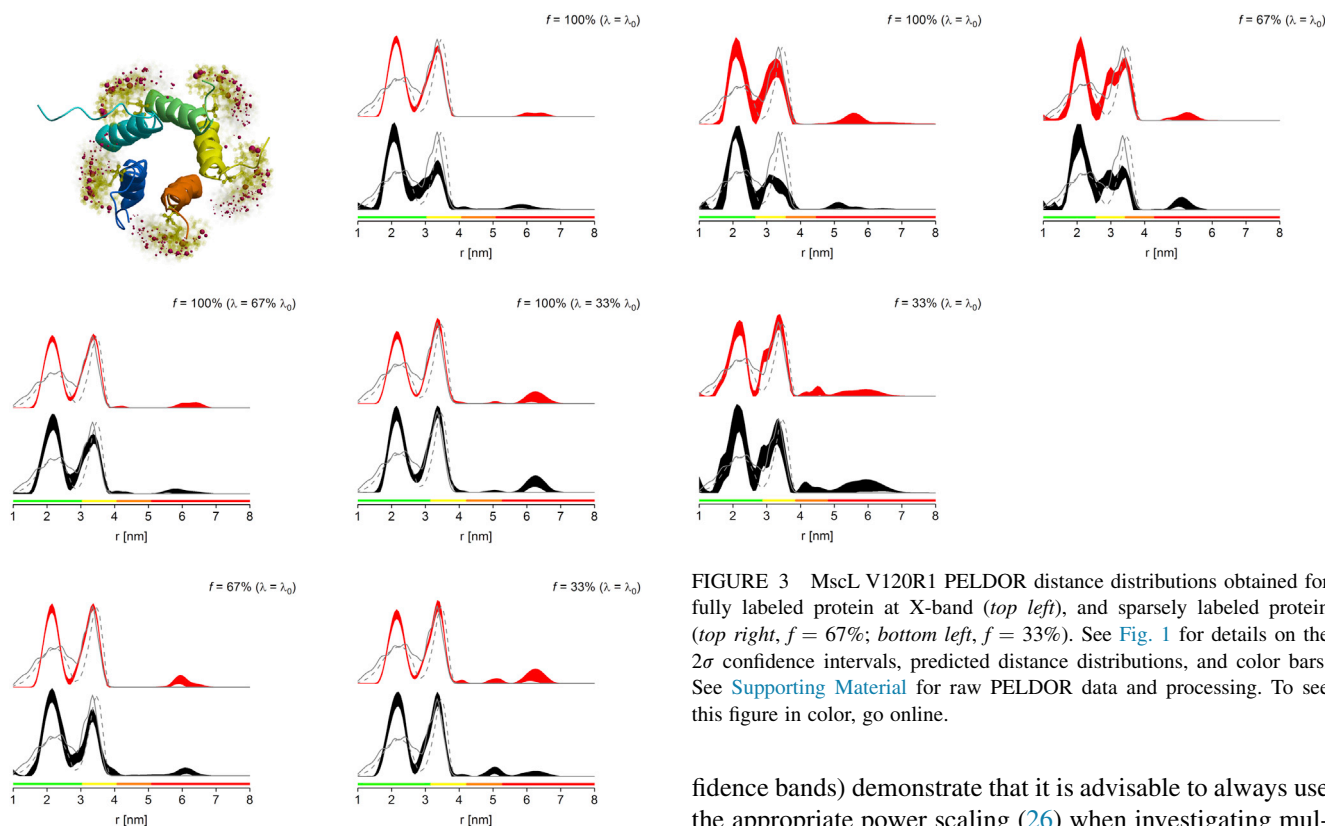 f = 100% (λ = λ₀)
1 2 3 4 5 6 7 8
r [nm]
f = 100% (λ = 67% λ₀)
1 2 3 4 5 6 7 8
r [nm]
f = 100% (λ = 33% λ₀)
1 2 3 4 5 6 7 8
r [nm]
f = 67% (λ = λ₀)
1 2 3 4 5 6 7 8
r [nm]
f = 33% (λ = λ₀)
1 2 3 4 5 6 7 8
r [nm]
f = 100% (λ = λ₀)
1 2 3 4 5 6 7 8
r [nm]
f = 67% (λ = λ₀)
1 2 3 4 5 6 7 8
r [nm]
f = 33% (λ = λ₀)
1 2 3 4 5 6 7 8
r [nm]
FIGURE 3 MscL V120R1 PELDOR distance distributions obtained for
fully labeled protein at X-band (top left), and sparsely labeled protein
(top right, f = 67%; bottom left, f = 33%). See Fig. 1 for details on the
2σ confidence intervals, predicted distance distributions, and color bars.
See Supporting Material for raw PELDOR data and processing. To see
this figure in color, go online.
fidence bands) demonstrate that it is advisable to always use
the appropriate power scaling (26) when investigating mul-